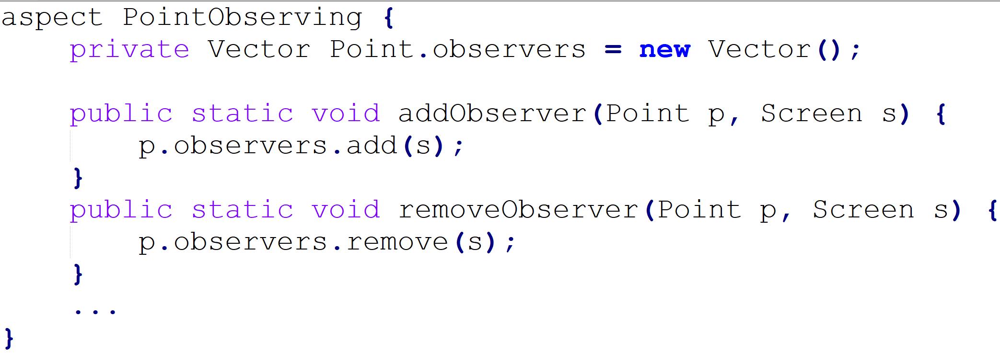 aspect PointObserving {
    private Vector Point.observers = new Vector();

    public static void addObserver(Point p, Screen s) {
        p.observers.add(s);
    }
    public static void removeObserver(Point p, Screen s) {
        p.observers.remove(s);
    }
    ...
}